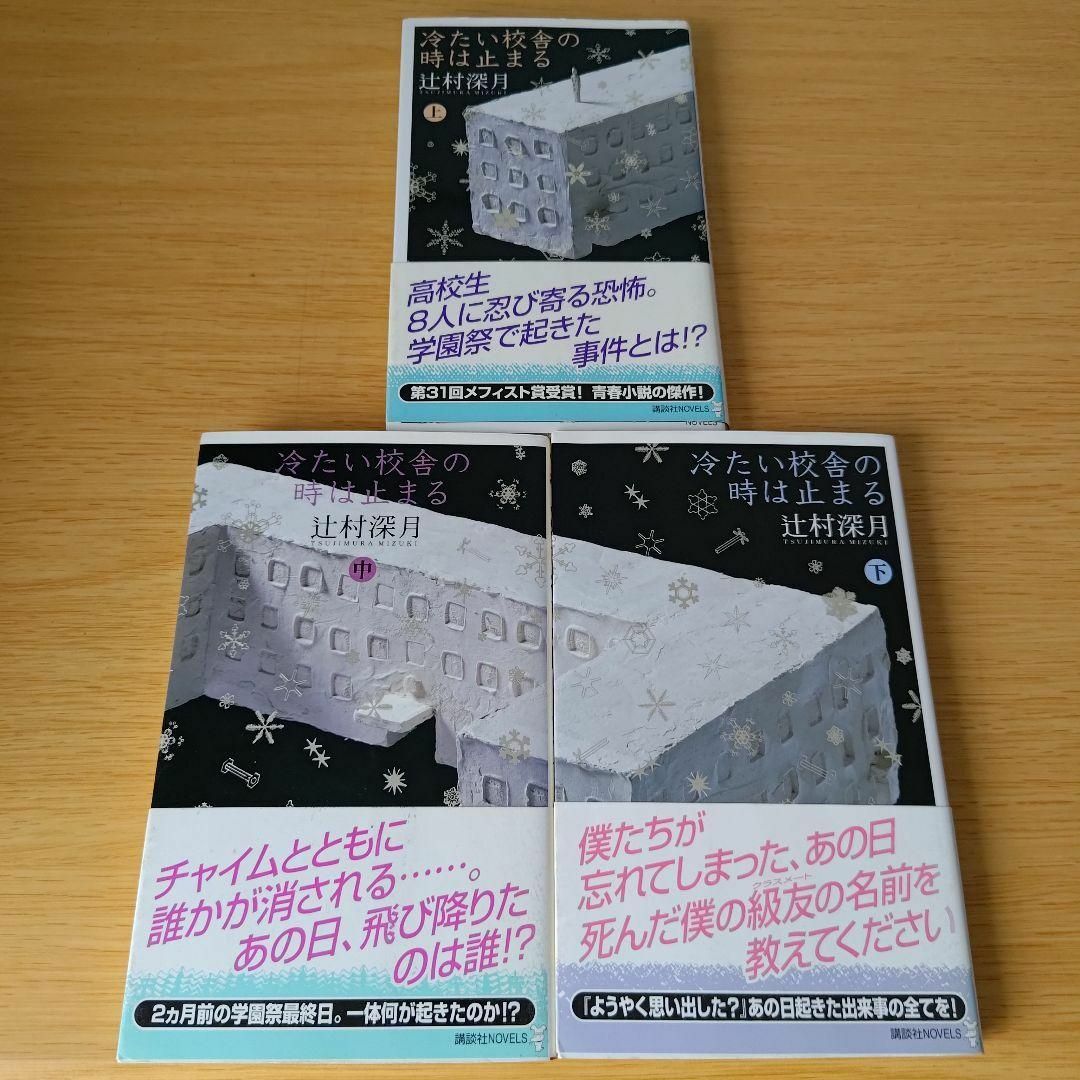 冷たい校舎の
時は止まる
辻村深月
TSUJIMURA MIZUKI
上
高校生
8人に忍び寄る恐怖。
学園祭で起きた
事件とは!?
第31回メフィスト賞受賞! 青春小説の傑作!
講談社NOVELS
NOVELS
冷たい校舎の
時は止まる
辻村深月
TSUJIMURA MIZUKI
中
チャイムとともに
誰かが消される……。
あの日、飛び降りた
のは誰!?
2ヵ月前の学園祭最終日。一体何が起きたのか!?
講談社NOVELS
冷たい校舎の
時は止まる
辻村深月
TSUJIMURA MIZUKI
下
僕たちが
忘れてしまった、あの日
クラスメート
死んだ僕の級友の名前を
教えてください
『ようやく思い出した?』あの日起きた出来事の全てを!
講談社NOVELS